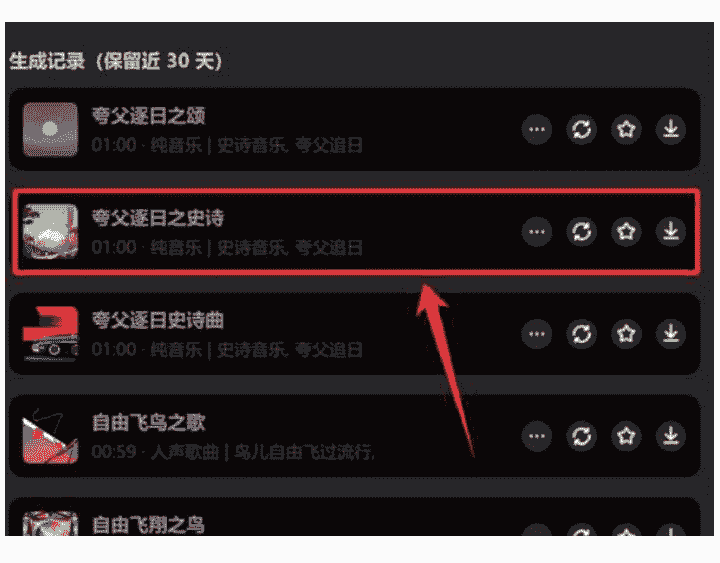 生成记录（保留近 30 天）
夸父逐日之颂
01:00 · 纯音乐 | 史诗音乐, 夸父追日
夸父逐日之史诗
01:00 · 纯音乐 | 史诗音乐, 夸父追日
夸父逐日史诗曲
01:00 · 纯音乐 | 史诗音乐, 夸父追日
自由飞鸟之歌
00:59 · 人声歌曲 | 鸟儿自由飞过流行,
自由飞翔之鸟